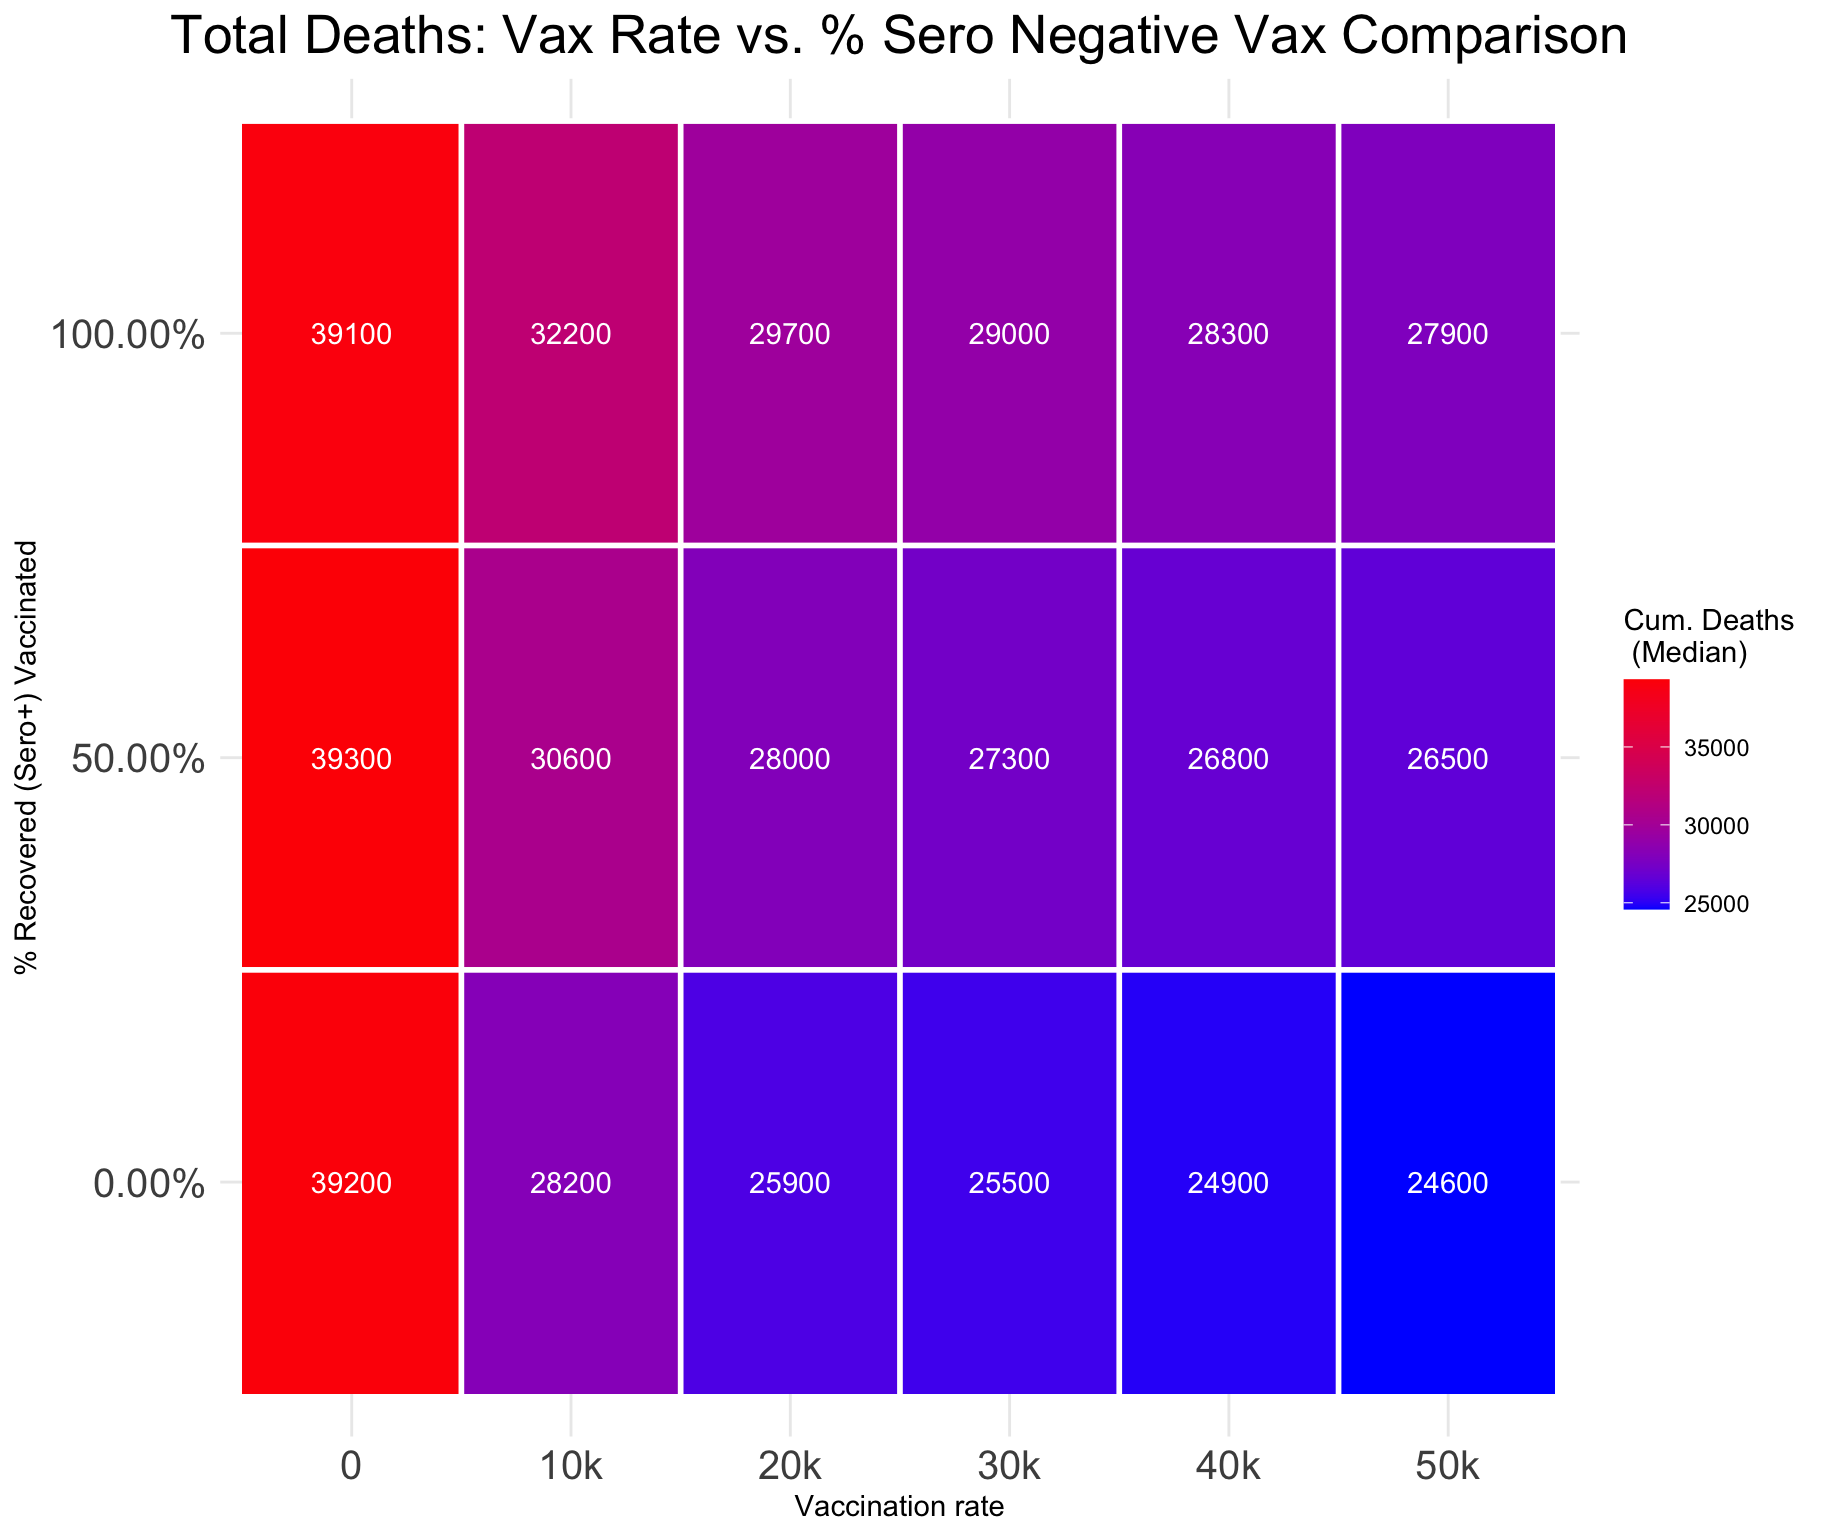 Total Deaths: Vax Rate vs. % Sero Negative Vax Comparison
% Recovered (Sero+) Vaccinated
100.00% 39100 32200 29700 29000 28300 27900
50.00% 39300 30600 28000 27300 26800 26500
0.00% 39200 28200 25900 25500 24900 24600
0 10k 20k 30k 40k 50k
Vaccination rate
Cum. Deaths
(Median)
35000
30000
25000